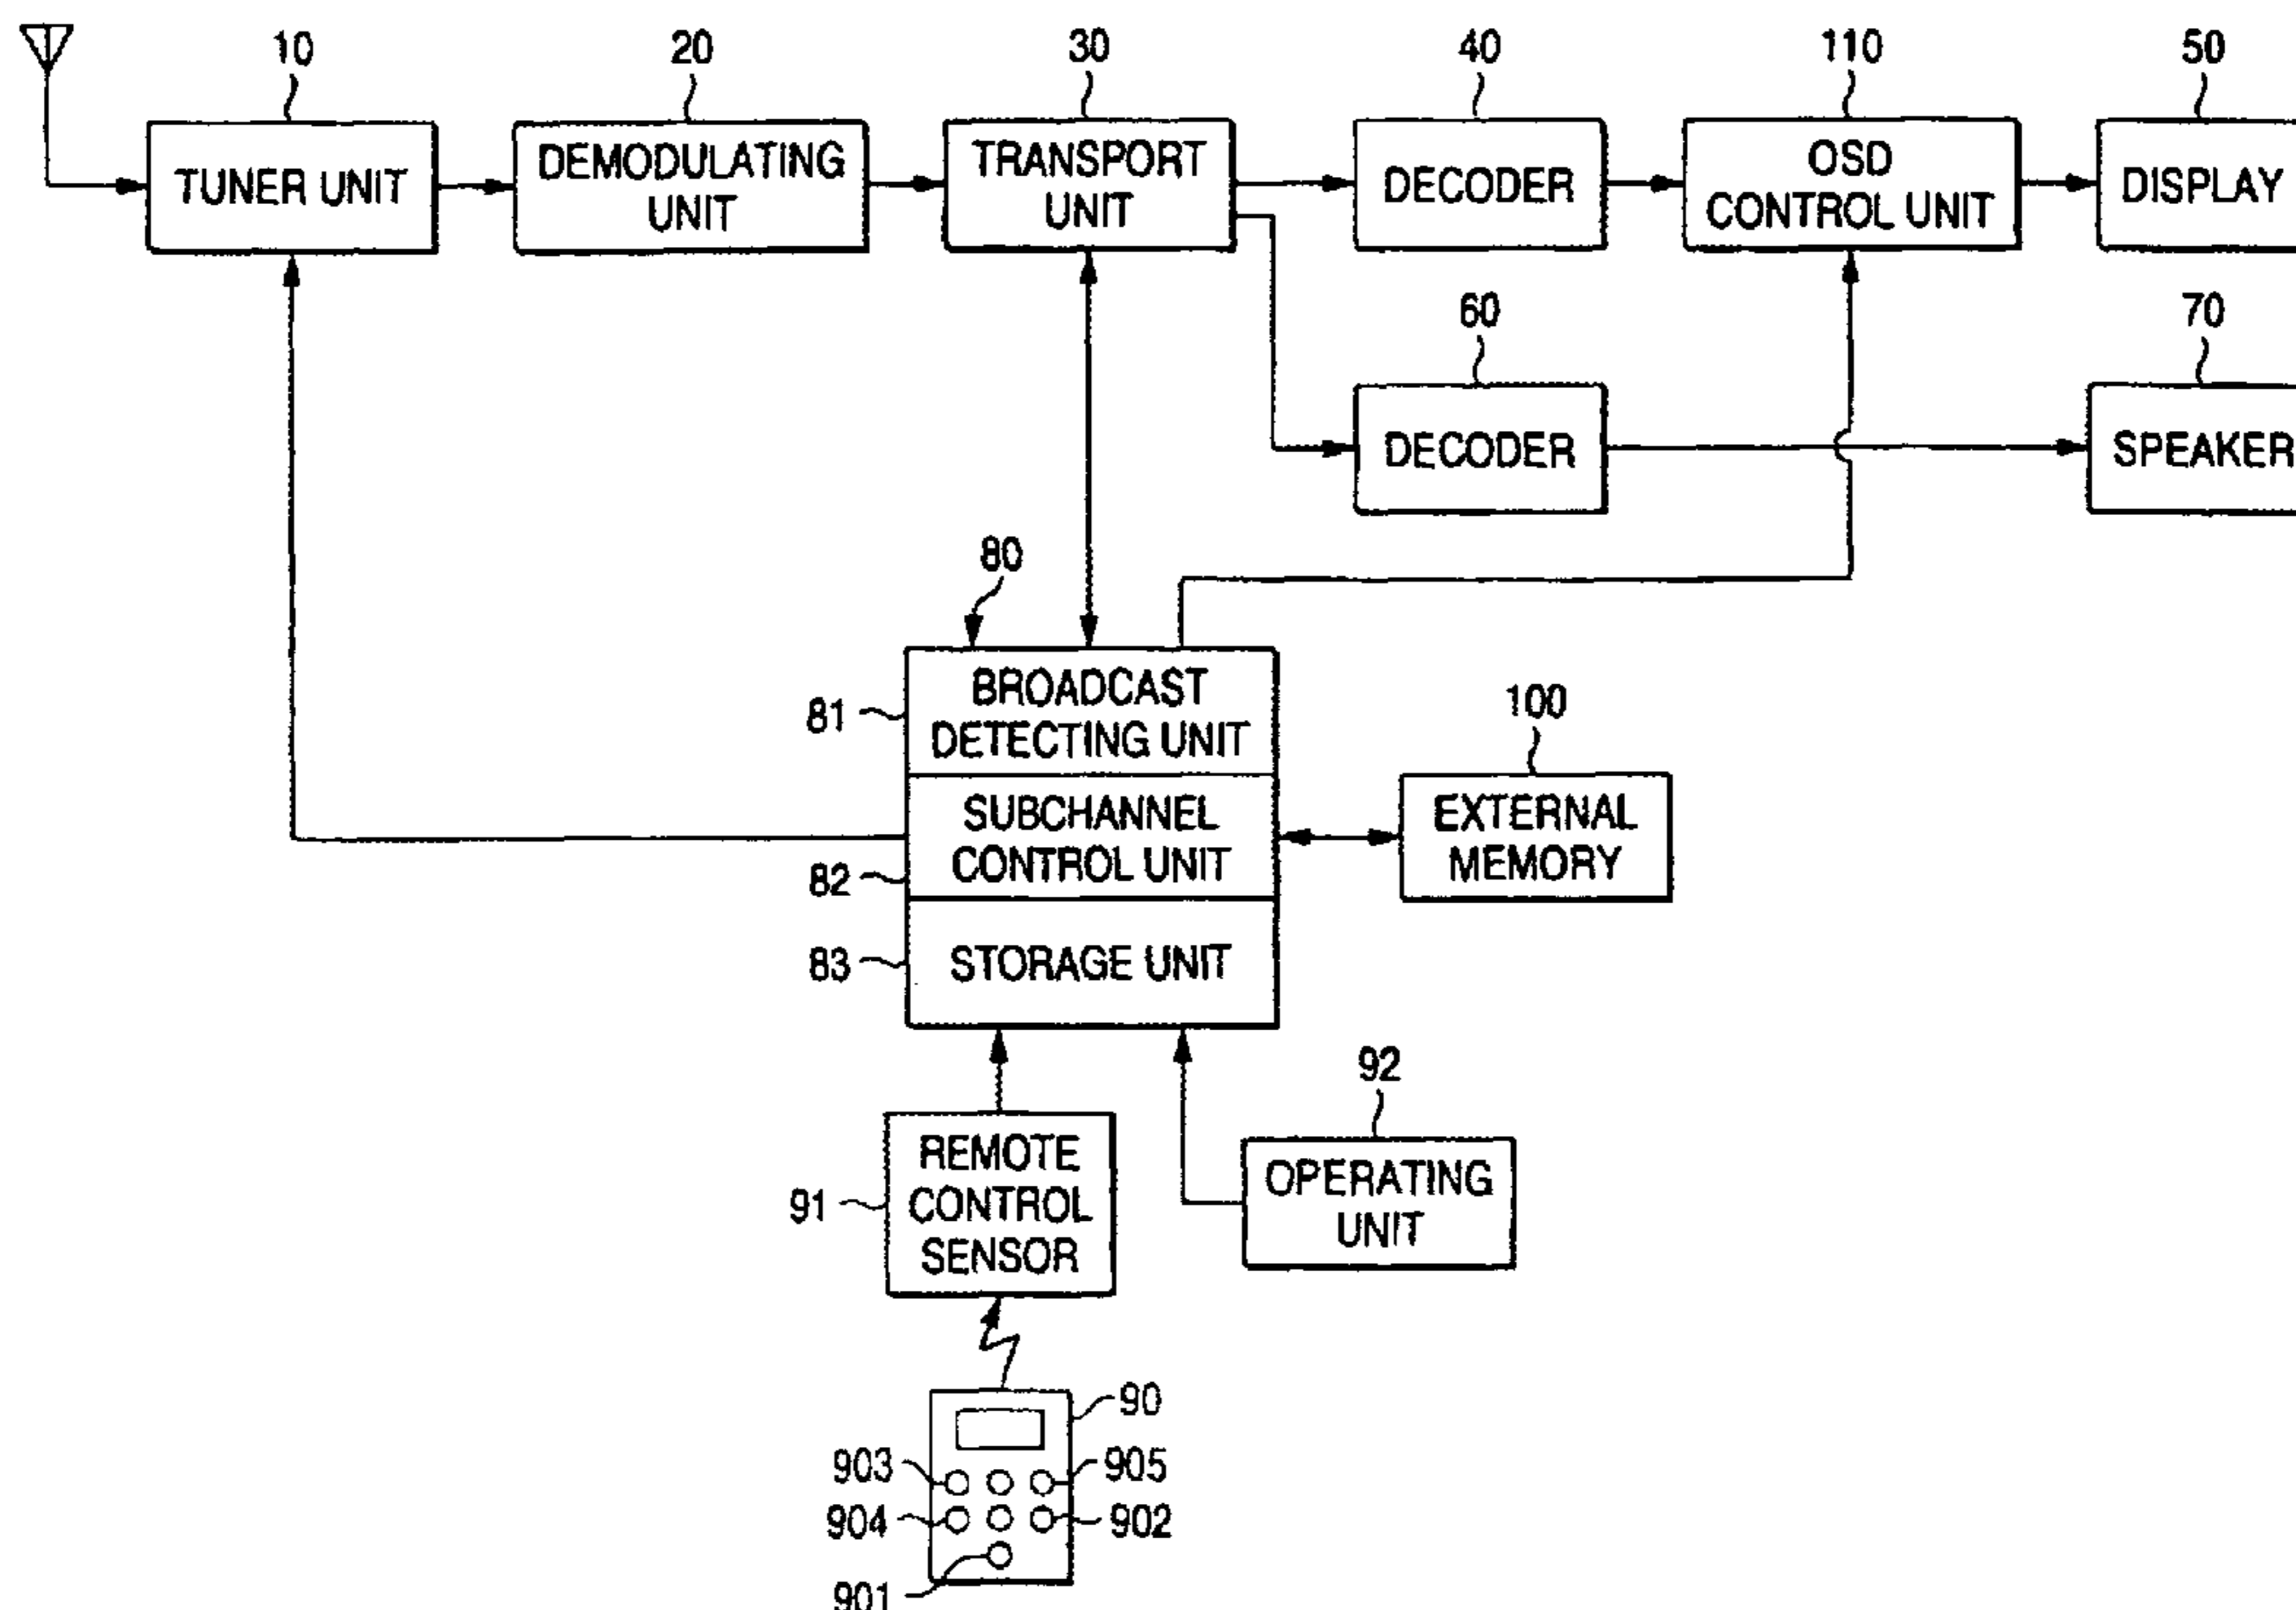 10
20
30
40
110
50
TUNER UNIT
DEMODULATING
UNIT
TRANSPORT
UNIT
DECODER
OSD
CONTROL UNIT
DISPLAY
60
70
DECODER
SPEAKER
80
81
BROADCAST
DETECTING UNIT
100
82
SUBCHANNEL
CONTROL UNIT
EXTERNAL
MEMORY
83
STORAGE UNIT
92
91
REMOTE
CONTROL
SENSOR
OPERATING
UNIT
90
903
905
904
902
901